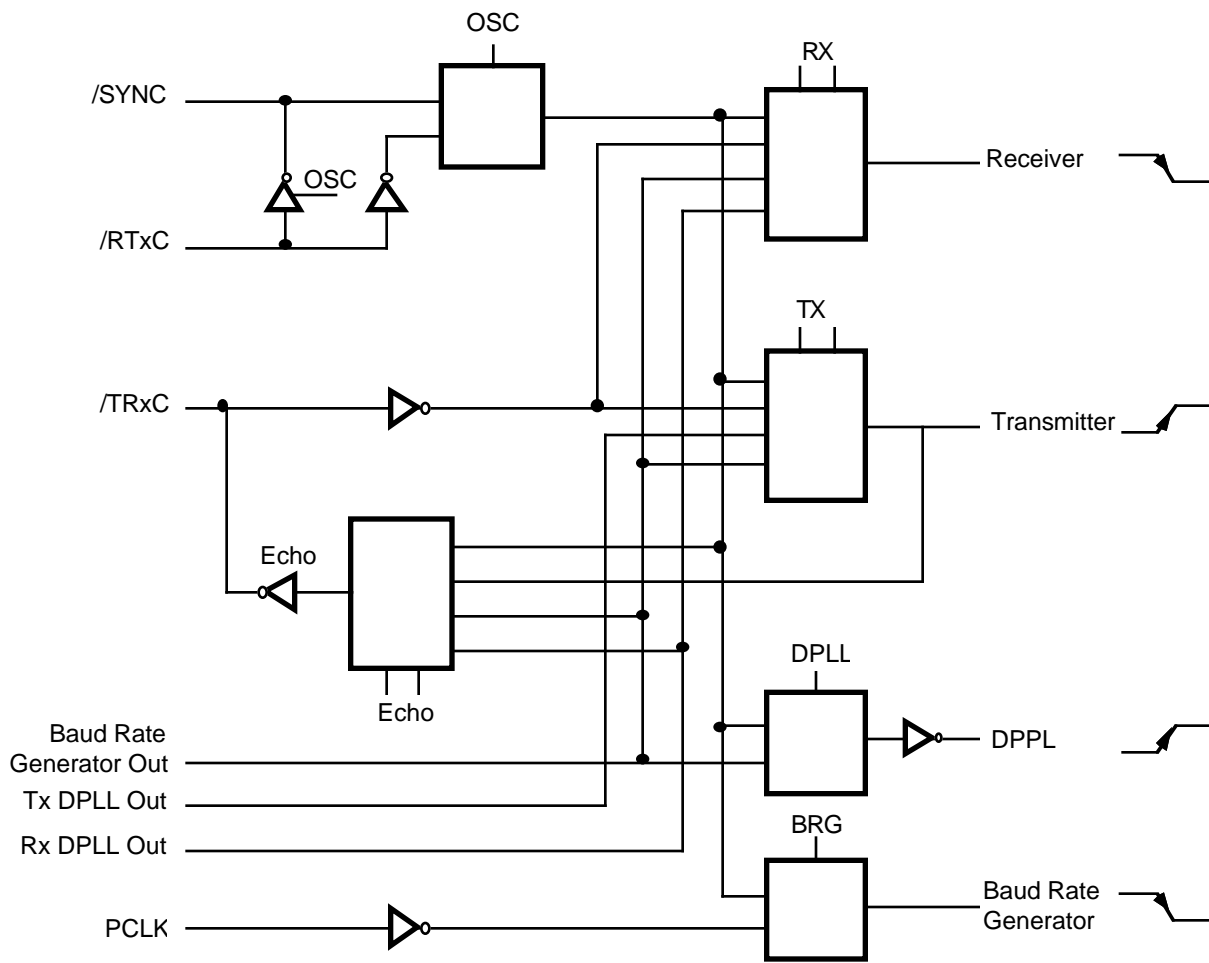 OSC
RX
/SYNC
OSC
Receiver
/RTxC
TX
/TRxC
Transmitter
Echo
DPLL
Echo
Baud Rate
Generator Out
DPPL
Tx DPLL Out
BRG
Rx DPLL Out
Baud Rate
Generator
PCLK